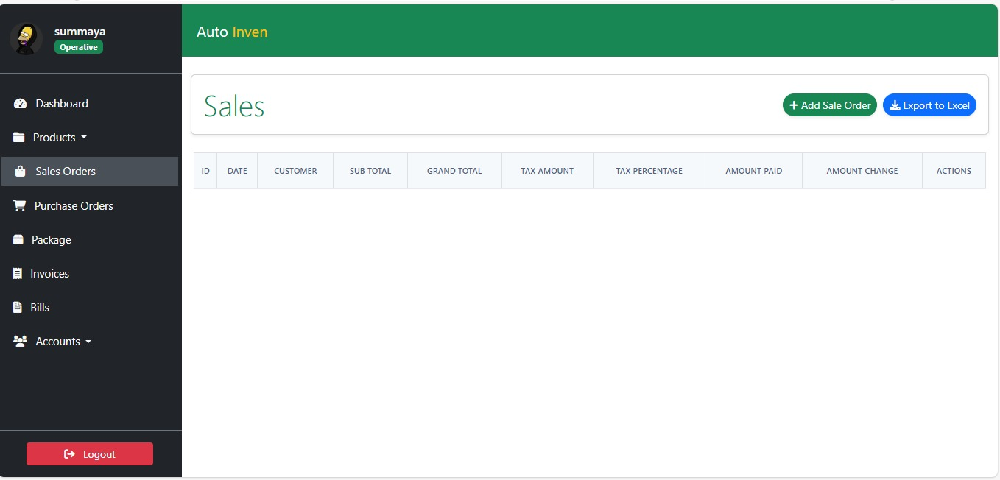 summaya
Operative
Dashboard
Products
Sales Orders
Purchase Orders
Package
Invoices
Bills
Accounts
Logout
Auto Inven
Sales
Add Sale Order
Export to Excel
ID DATE CUSTOMER SUB TOTAL GRAND TOTAL TAX AMOUNT TAX PERCENTAGE AMOUNT PAID AMOUNT CHANGE ACTIONS